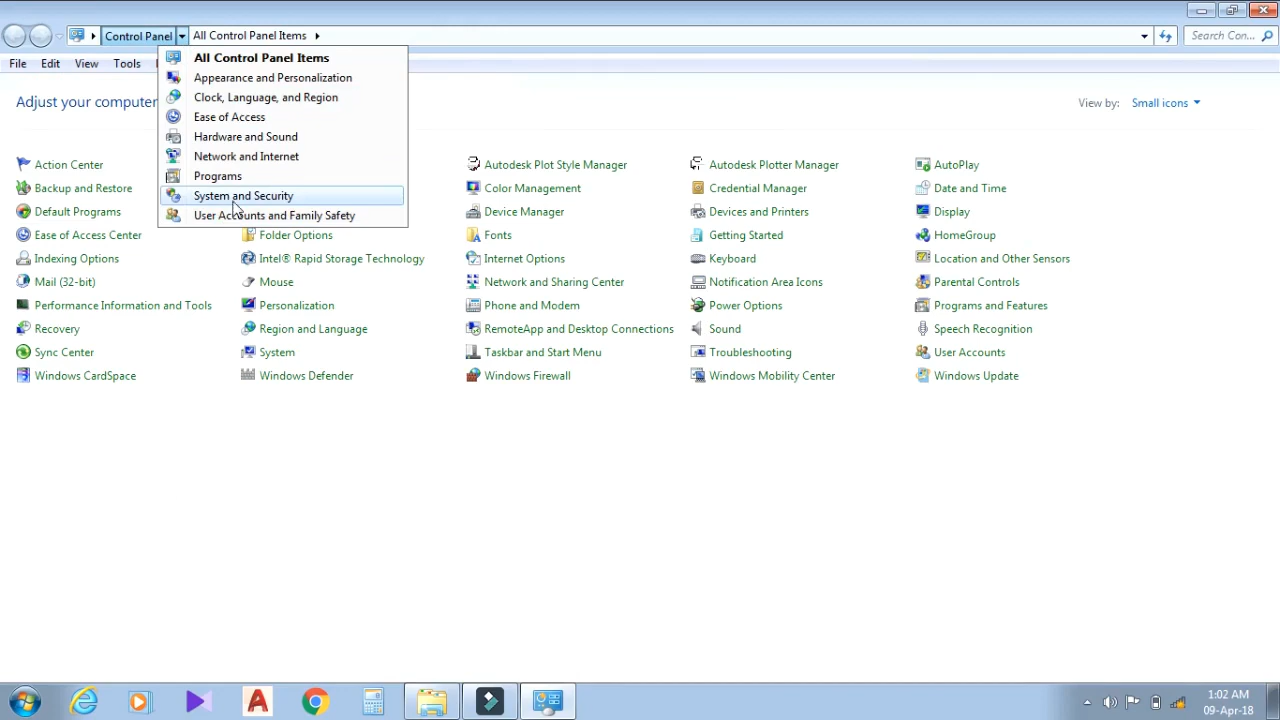 Control Panel
All Control Panel Items
Search Con...
File
Edit
View
Tools
All Control Panel Items
Appearance and Personalization
Clock, Language, and Region
Ease of Access
Hardware and Sound
Network and Internet
Programs
System and Security
User Accounts and Family Safety
Adjust your computer
View by:
Small icons
Action Center
Autodesk Plot Style Manager
Autodesk Plotter Manager
AutoPlay
Backup and Restore
Color Management
Credential Manager
Date and Time
Default Programs
Device Manager
Devices and Printers
Display
Ease of Access Center
Folder Options
Fonts
Getting Started
HomeGroup
Indexing Options
Intel® Rapid Storage Technology
Internet Options
Keyboard
Location and Other Sensors
Mail (32-bit)
Mouse
Network and Sharing Center
Notification Area Icons
Parental Controls
Performance Information and Tools
Personalization
Phone and Modem
Power Options
Programs and Features
Recovery
Region and Language
RemoteApp and Desktop Connections
Sound
Speech Recognition
Sync Center
System
Taskbar and Start Menu
Troubleshooting
User Accounts
Windows CardSpace
Windows Defender
Windows Firewall
Windows Mobility Center
Windows Update
1:02 AM
09-Apr-18